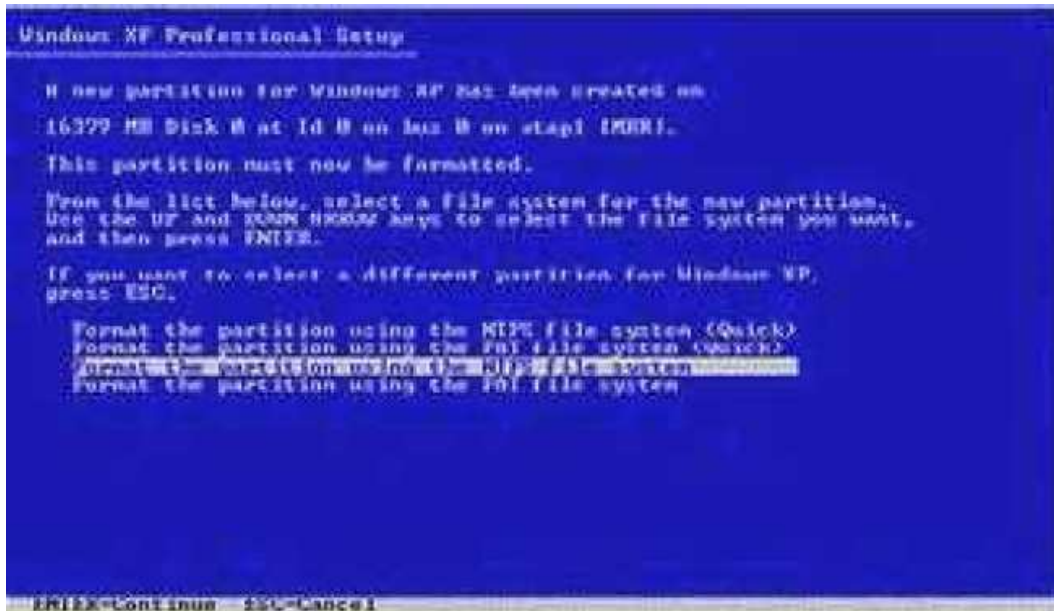 Windows XP Professional Setup
A new partition for Windows XP has been created on
16379 MB Disk 0 at Id 0 on bus 0 on atapi [MBR].
This partition must now be formatted.
From the list below, select a file system for the new partition.
Use the UP and DOWN ARROW keys to select the file system you want,
and then press ENTER.
If you want to select a different partition for Windows XP,
press ESC.
Format the partition using the NTFS file system (Quick)
Format the partition using the FAT file system (Quick)
Format the partition using the NTFS file system
Format the partition using the FAT file system
ENTER=Continue ESC=Cancel